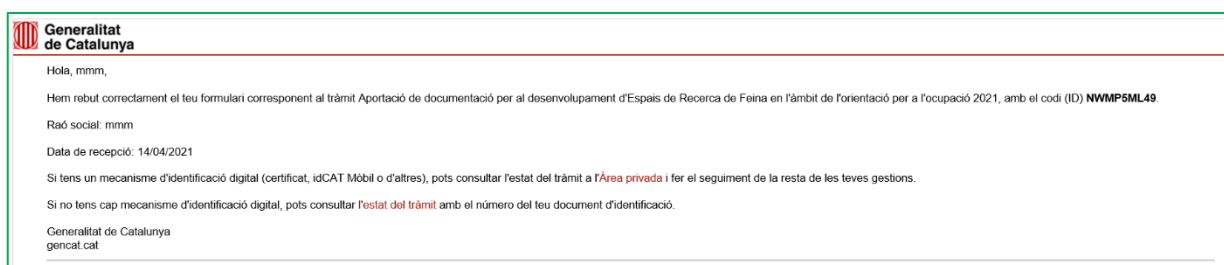 Generalitat
de Catalunya
Hola, mmm,
Hem rebut correctament el teu formulari corresponent al tràmit Aportació de documentació per al desenvolupament d'Espais de Recerca de Feina en l'àmbit de l'orientació per a l'ocupació 2021, amb el codi (ID) NWMP5ML49.
Raó social: mmm
Data de recepció: 14/04/2021
Si tens un mecanisme d'identificació digital (certificat, idCAT Mòbil o d'altres), pots consultar l'estat del tràmit a l'Àrea privada i fer el seguiment de la resta de les teves gestions.
Si no tens cap mecanisme d'identificació digital, pots consultar l'estat del tràmit amb el número del teu document d'identificació.
Generalitat de Catalunya
gencat.cat